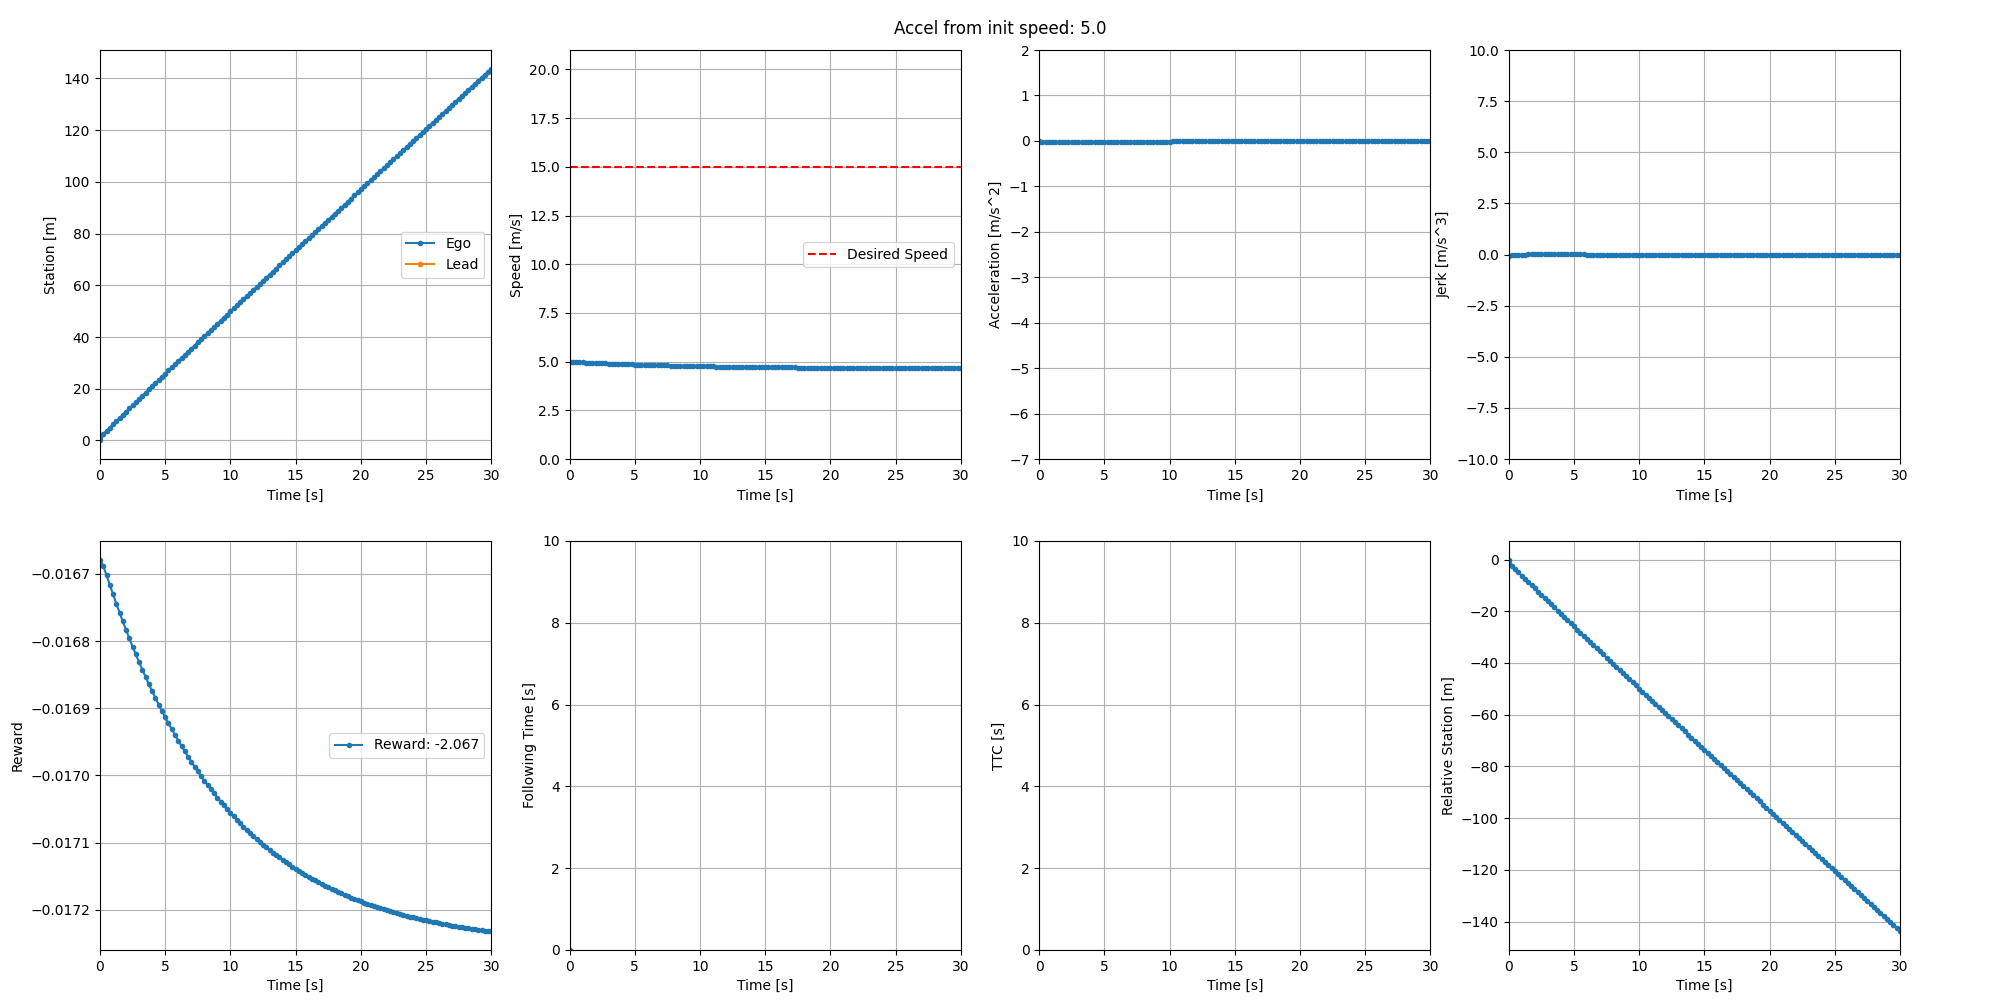 Accel from init speed: 5.0
140
120
100
80
60
40
20
0
Station [m]
Ego
Lead
0 5 10 15 20 25 30
Time [s]
20.0
17.5
15.0
12.5
10.0
7.5
5.0
2.5
0.0
Speed [m/s]
Desired Speed
0 5 10 15 20 25 30
Time [s]
2
1
0
−1
−2
−3
−4
−5
−6
−7
Acceleration [m/s^2]
0 5 10 15 20 25 30
Time [s]
10.0
7.5
5.0
2.5
0.0
−2.5
−5.0
−7.5
−10.0
Jerk [m/s^3]
0 5 10 15 20 25 30
Time [s]
−0.0167
−0.0168
−0.0169
−0.0170
−0.0171
−0.0172
Reward
Reward: -2.067
0 5 10 15 20 25 30
Time [s]
10
8
6
4
2
0
Following Time [s]
0 5 10 15 20 25 30
Time [s]
10
8
6
4
2
0
TTC [s]
0 5 10 15 20 25 30
Time [s]
0
−20
−40
−60
−80
−100
−120
−140
Relative Station [m]
0 5 10 15 20 25 30
Time [s]